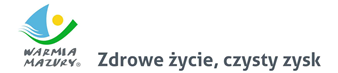 WARMIA
MAZURY®
Zdrowe życie, czysty zysk